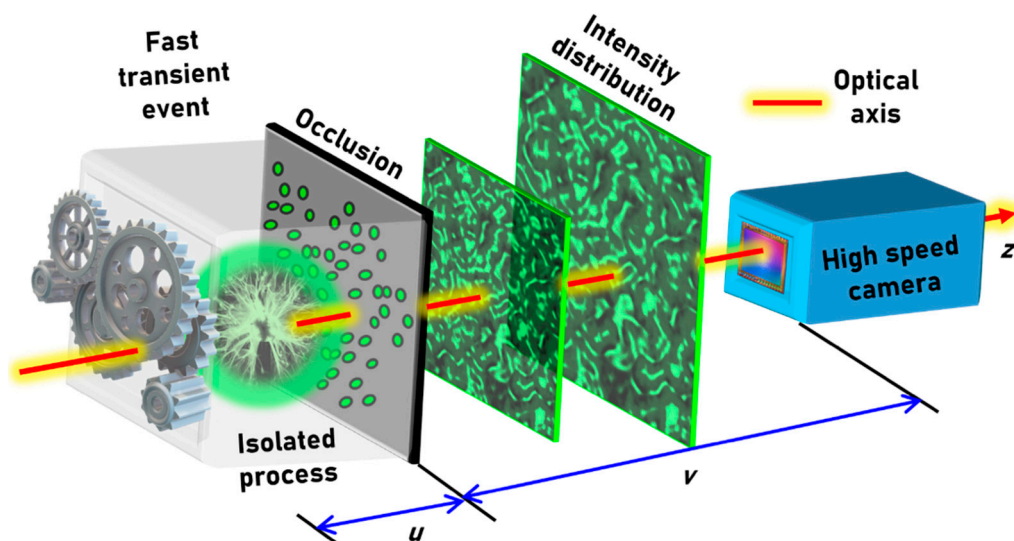 Fast
transient
event
Occlusion
Intensity
distribution
Optical
axis
High speed
camera
z
Isolated
process
u
v